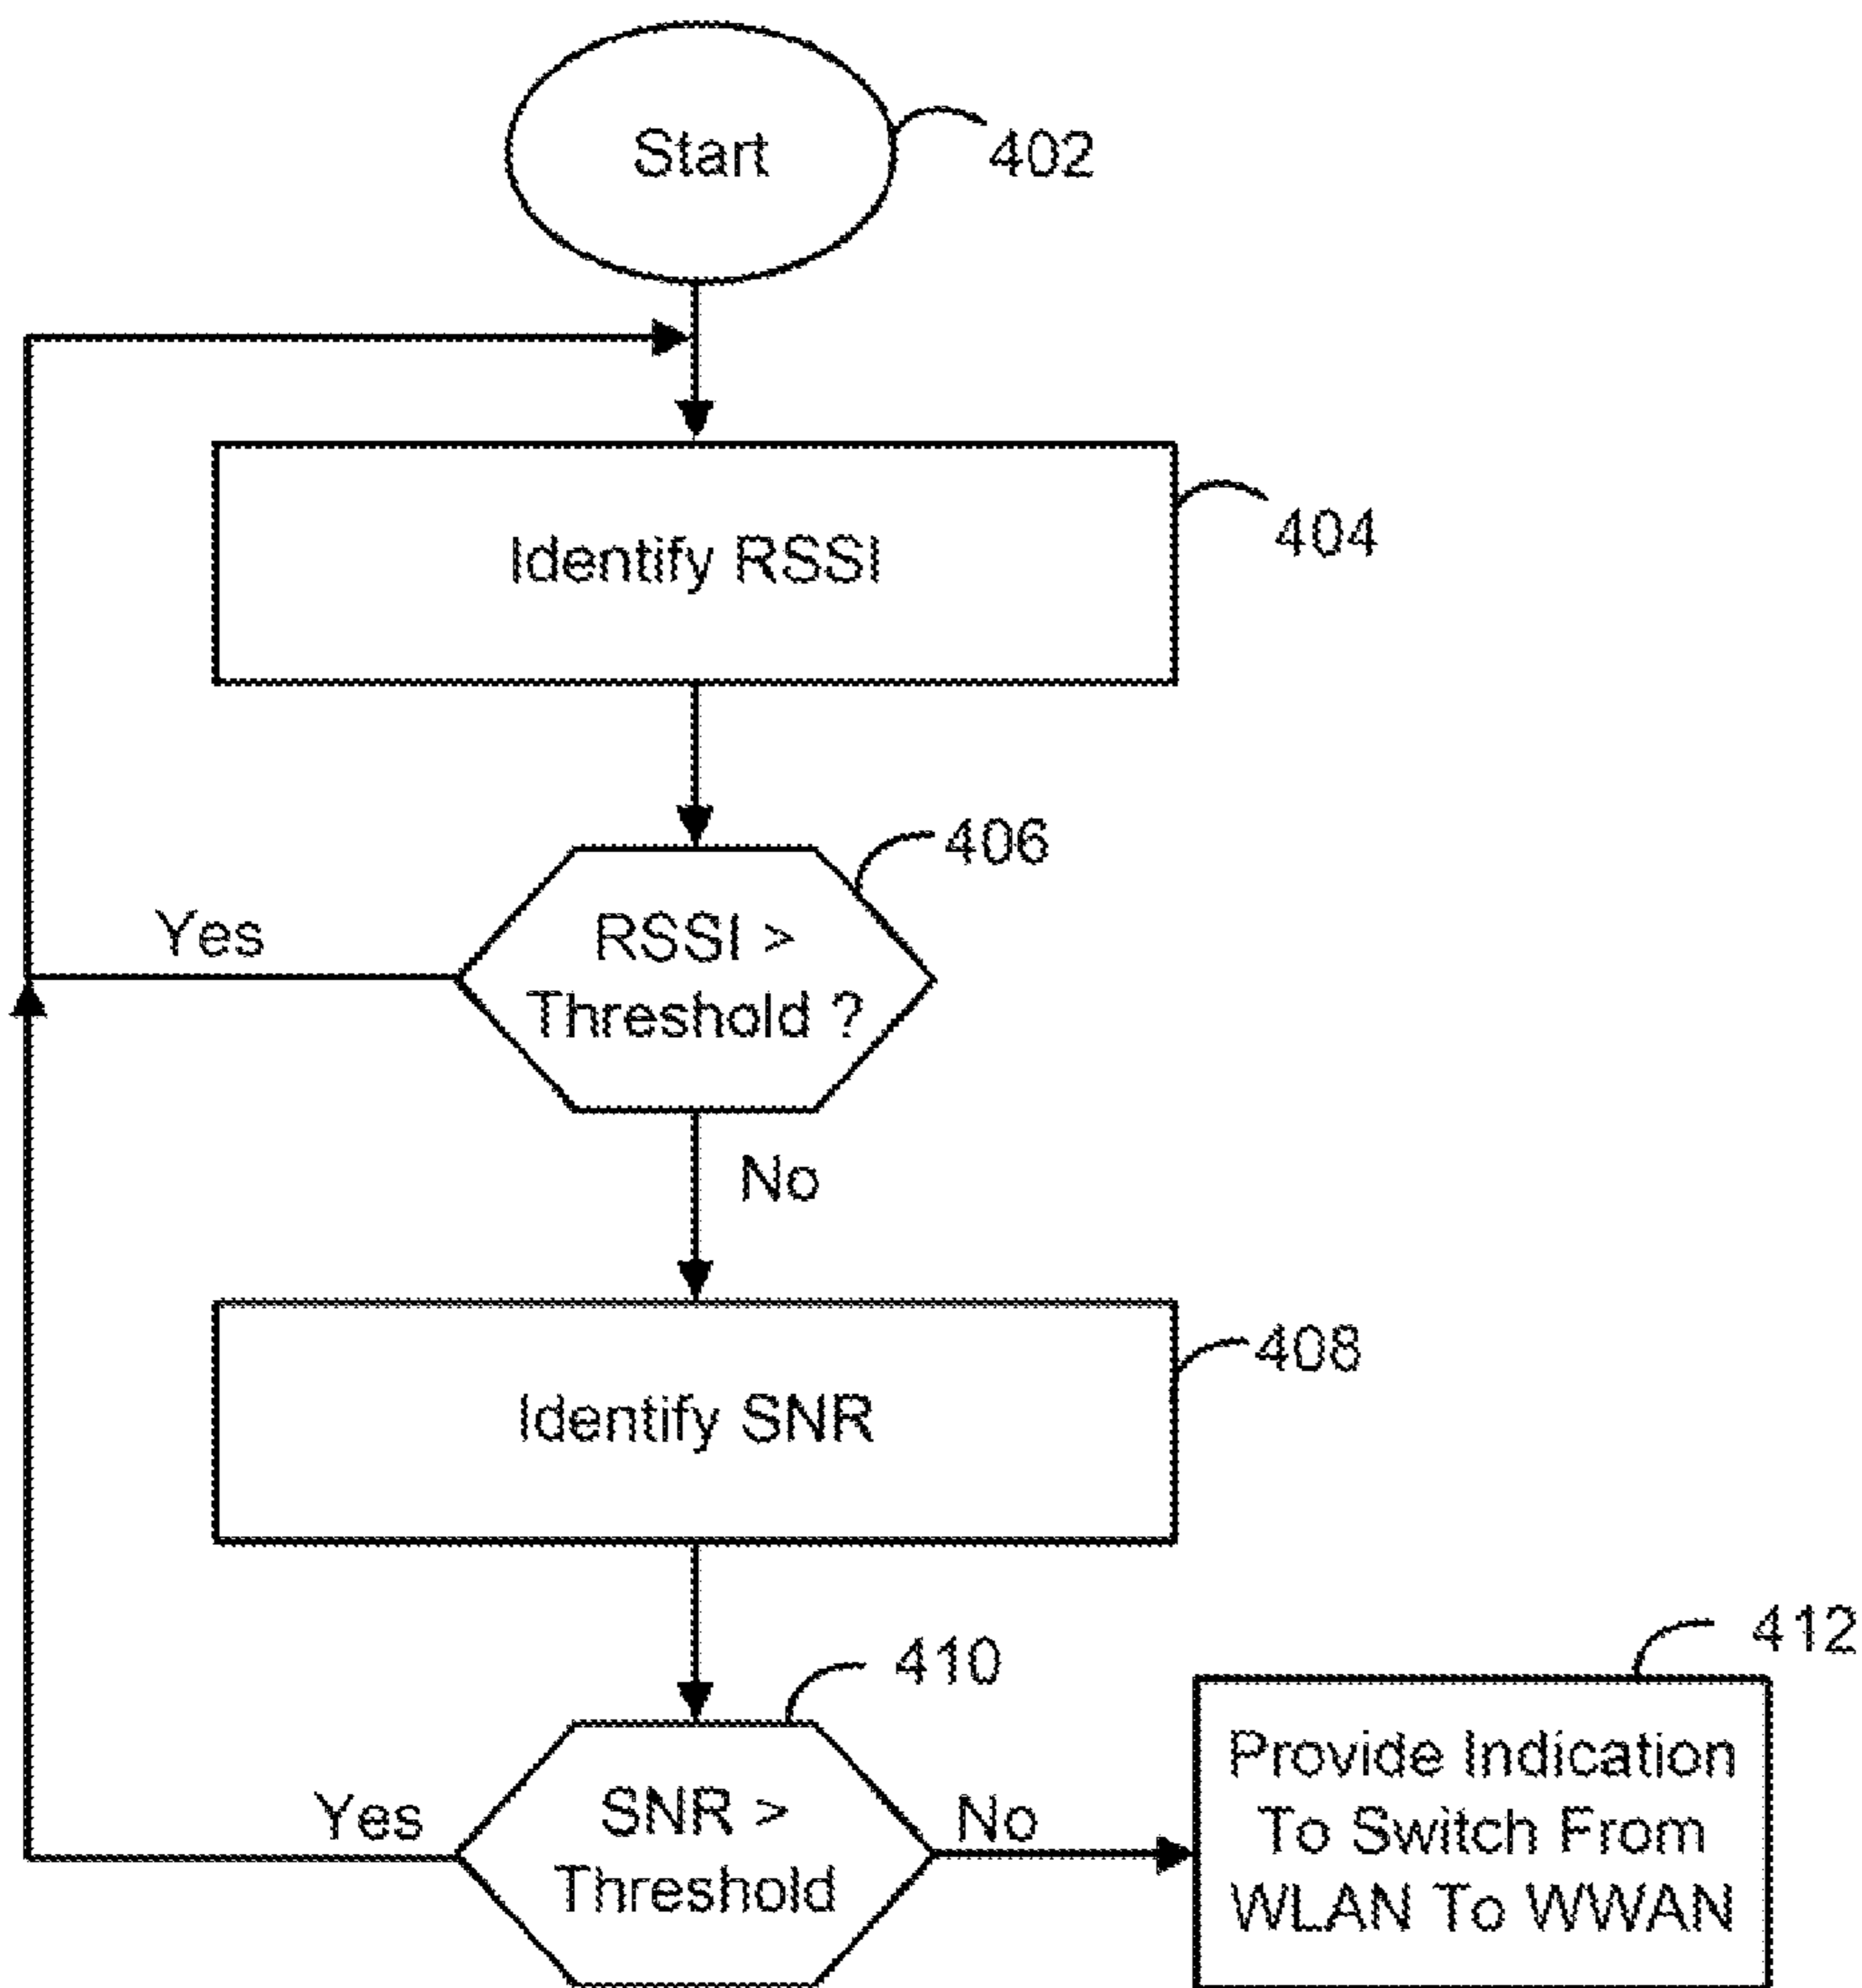 Start
402
Identify RSSI
404
406
RSSI >
Threshold ?
Yes
No
Identify SNR
408
410
SNR >
Threshold
Yes
No
412
Provide Indication
To Switch From
WLAN To WWAN